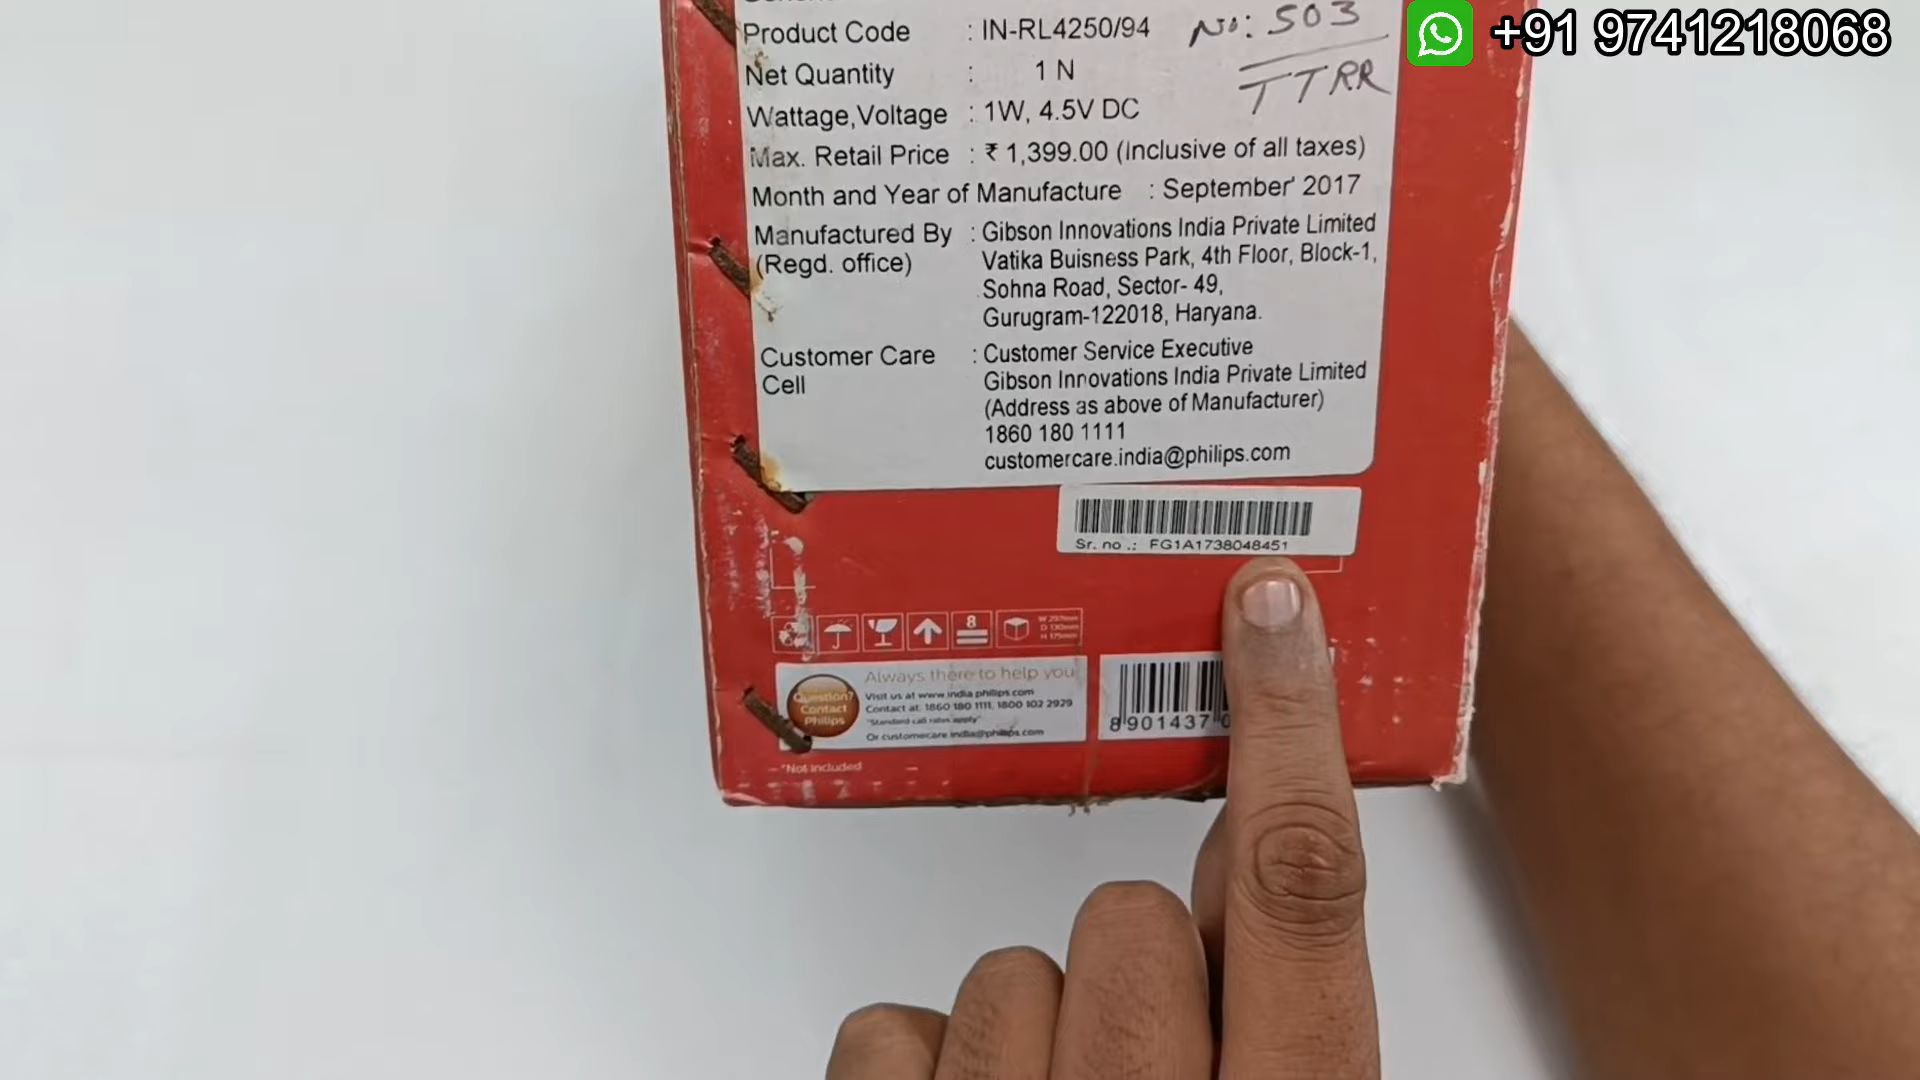 +91 9741218068
Product Code : IN-RL4250/94
No: 503
TTRR
Net Quantity : 1 N
Wattage,Voltage : 1W, 4.5V DC
Max. Retail Price : ₹ 1,399.00 (Inclusive of all taxes)
Month and Year of Manufacture : September' 2017
Manufactured By : Gibson Innovations India Private Limited
(Regd. office) Vatika Buisness Park, 4th Floor, Block-1,
Sohna Road, Sector- 49,
Gurugram-122018, Haryana.
Customer Care : Customer Service Executive
Cell Gibson Innovations India Private Limited
(Address as above of Manufacturer)
1860 180 1111
customercare.india@philips.com
Sr. no .: FG1A1738048451
8
Question?
Contact
Philips
Always there to help you
Visit us at www.india.philips.com
Contact at: 1860 180 1111, 1800 102 2929
*Standard call rates apply*
Or customercare.india@philips.com
8 901437
*Not included